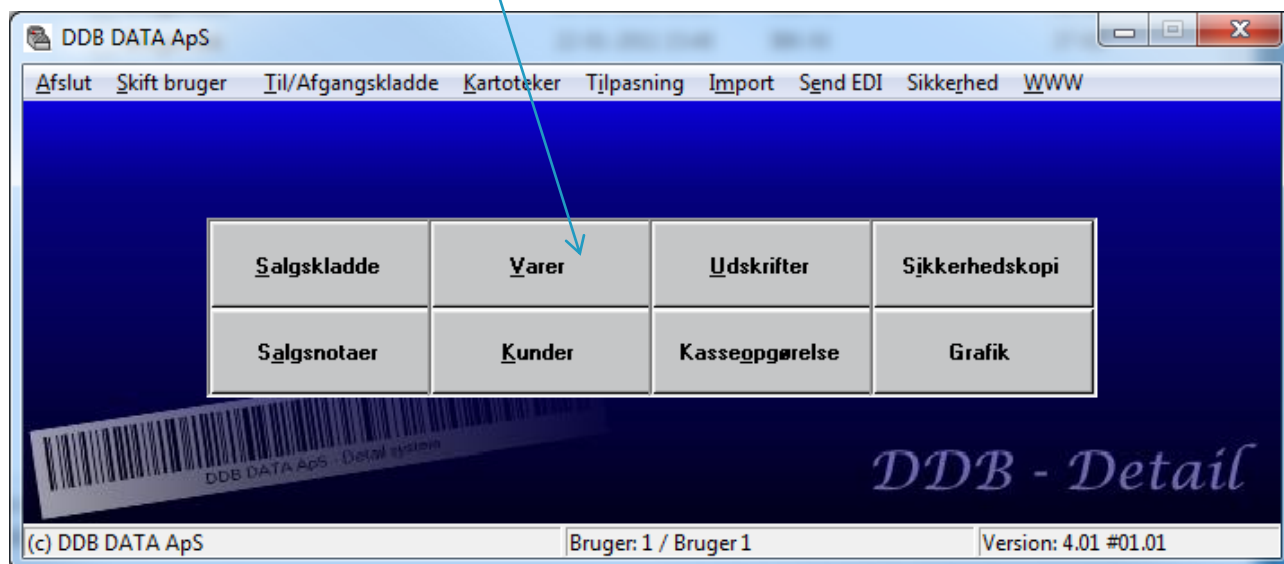 DDB DATA ApS
Afslut Skift bruger Til/Afgangskladde Kartoteker Tilpasning Import Send EDI Sikkerhed WWW
Salgskladde Varer Udskrifter Sikkerhedskopi
Salgsnotaer Kunder Kasseopgørelse Grafik
DDB DATA ApS - Detail system
DDB - Detail
(c) DDB DATA ApS Bruger: 1 / Bruger 1 Version: 4.01 #01.01